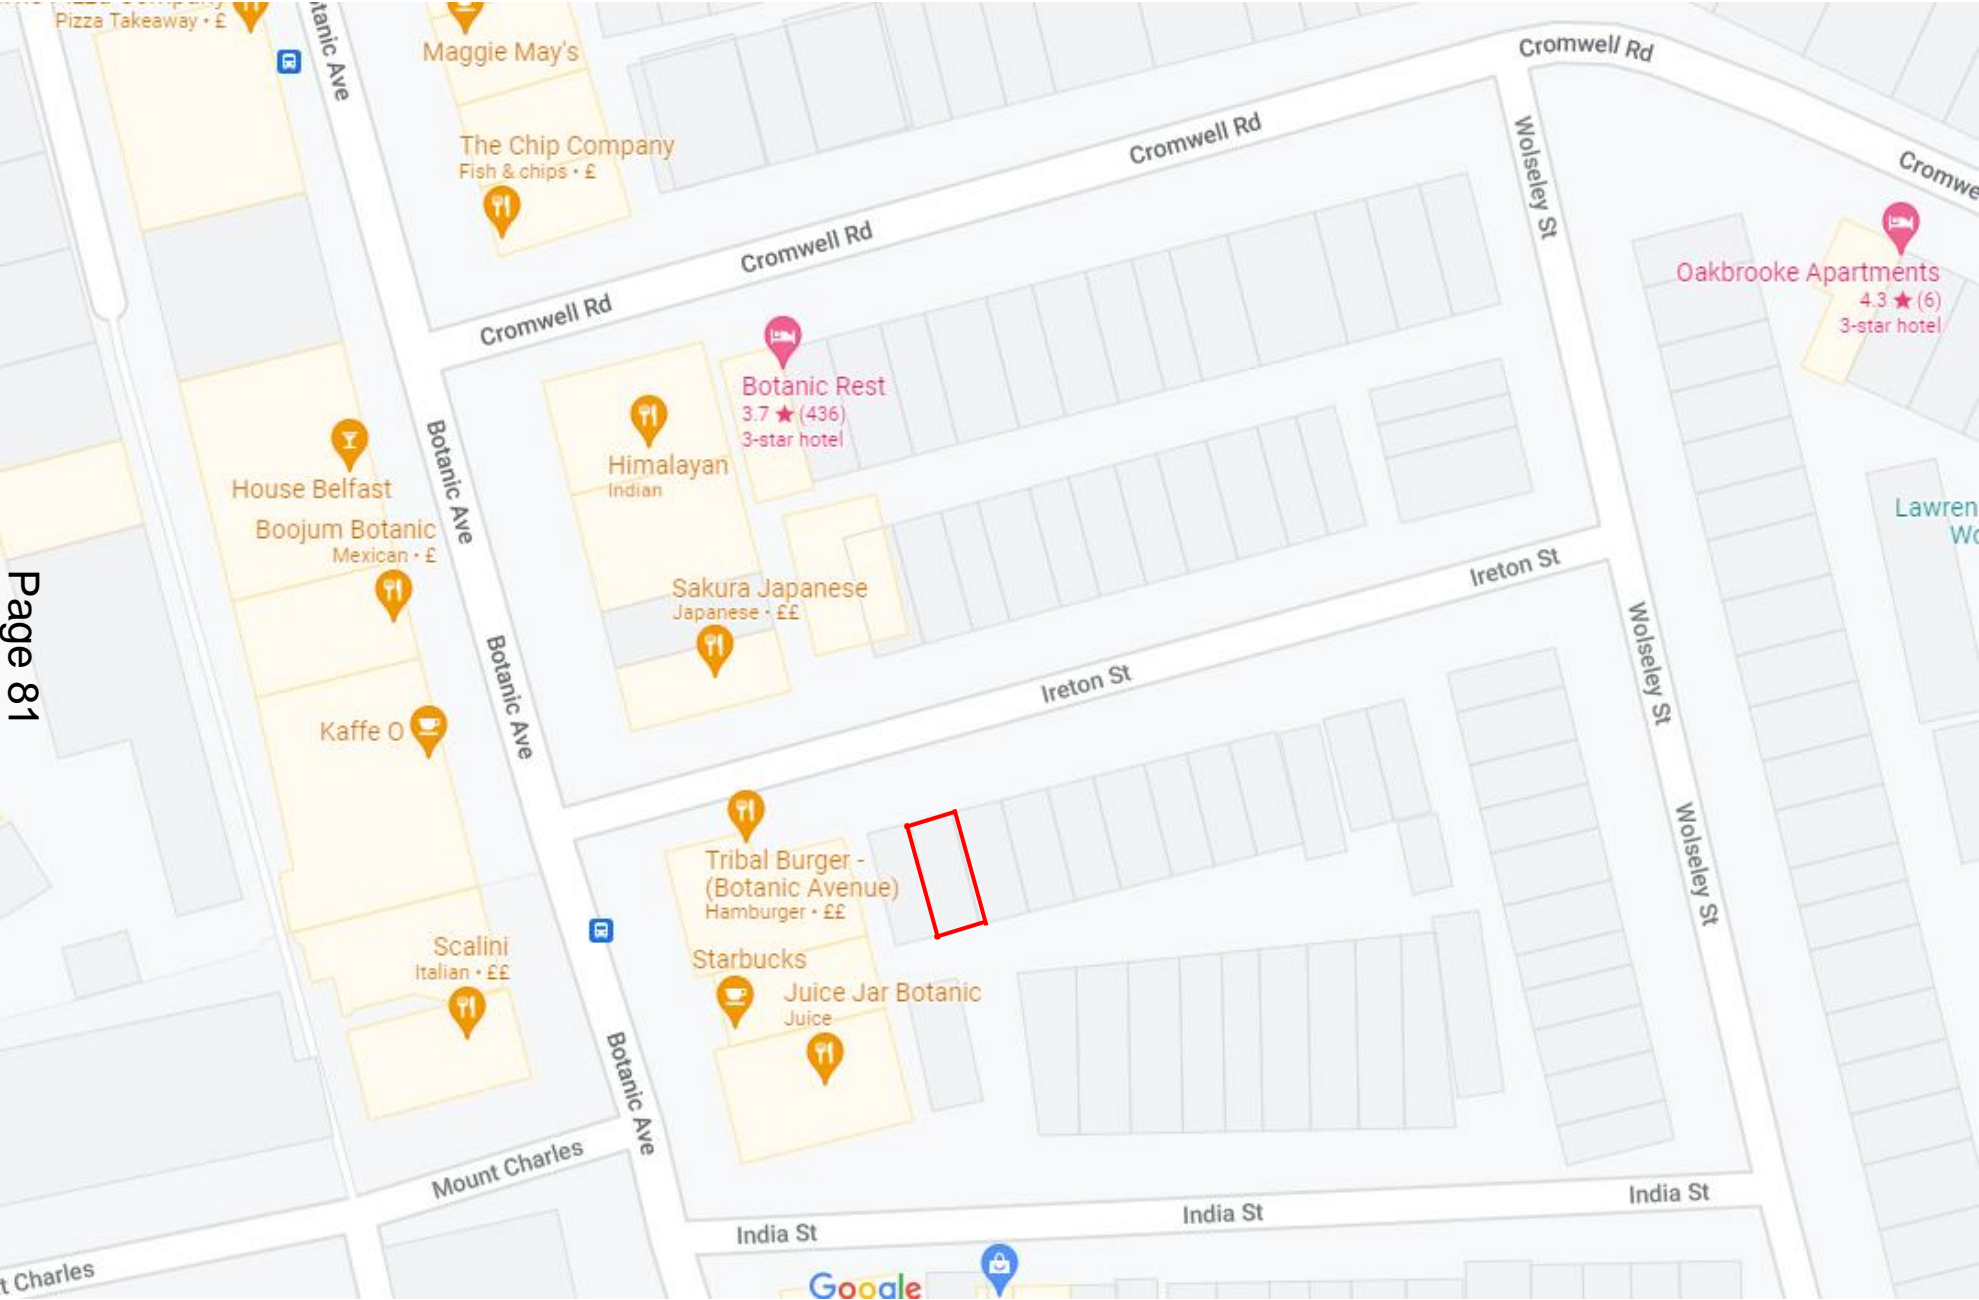 Pizza Takeaway • £
Botanic Ave
Maggie May's
The Chip Company
Fish & chips • £
Cromwell Rd
Cromwell Rd
Cromwell Rd
Cromwell Rd
Wolseley St
Oakbrooke Apartments
4.3 ★ (6)
3-star hotel
Botanic Rest
3.7 ★ (436)
3-star hotel
Himalayan
Indian
House Belfast
Boojum Botanic
Mexican • £
Botanic Ave
Sakura Japanese
Japanese • ££
Ireton St
Ireton St
Page 81
Kaffe O
Botanic Ave
Wolseley St
Tribal Burger -
(Botanic Avenue)
Hamburger • ££
Wolseley St
Scalini
Italian • ££
Starbucks
Juice Jar Botanic
Juice
Botanic Ave
Mount Charles
India St
India St
India St
Charles
Google